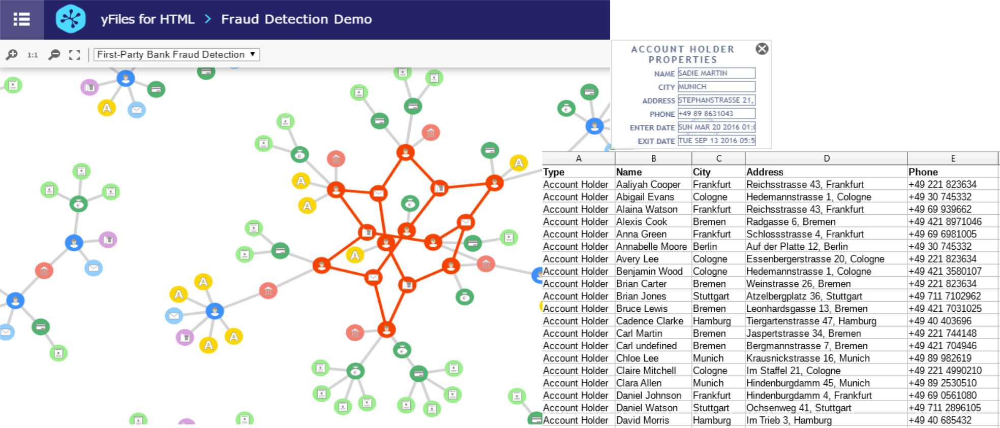 yFiles for HTML > Fraud Detection Demo
1:1 First-Party Bank Fraud Detection ▼
ACCOUNT HOLDER
PROPERTIES
NAME SADIE MARTIN
CITY MUNICH
ADDRESS STEPHANSTRASSE 21,
PHONE +49 89 8631043
ENTER DATE SUN MAR 20 2016 01:0
EXIT DATE TUE SEP 13 2016 05:5
A
A
A
A
A
A
A
A
A
A
A B C D E
Type Name City Address Phone
Account Holder Aaliyah Cooper Frankfurt Reichsstrasse 43, Frankfurt +49 221 823634
Account Holder Abigail Evans Cologne Hedemannstrasse 1, Cologne +49 30 745332
Account Holder Alaina Watson Frankfurt Reichsstrasse 43, Frankfurt +49 69 939662
Account Holder Alexis Cook Bremen Radgasse 6, Bremen +49 421 8971046
Account Holder Anna Green Frankfurt Schlossstrasse 4, Frankfurt +49 69 6981005
Account Holder Annabelle Moore Berlin Auf der Platte 12, Berlin +49 30 745332
Account Holder Avery Lee Cologne Essenbergerstrasse 20, Cologne +49 221 823634
Account Holder Benjamin Wood Cologne Hedemannstrasse 1, Cologne +49 421 3580107
Account Holder Brian Carter Bremen Weinstrasse 26, Bremen +49 221 823634
Account Holder Brian Jones Stuttgart Atzelbergplatz 36, Stuttgart +49 711 7102962
Account Holder Bruce Lewis Bremen Leonhardsgasse 13, Bremen +49 421 7031025
Account Holder Cadence Clarke Hamburg Tiergartenstrasse 47, Hamburg +49 40 403696
Account Holder Carl Martin Bremen Jaspertstrasse 34, Bremen +49 221 744148
Account Holder Carl undefined Bremen Bergmannstrasse 7, Bremen +49 421 704946
Account Holder Chloe Lee Munich Krausnickstrasse 16, Munich +49 89 982619
Account Holder Claire Mitchell Cologne Im Staffel 21, Cologne +49 221 4990210
Account Holder Clara Allen Munich Hindenburgdamm 45, Munich +49 89 2530510
Account Holder Daniel Johnson Frankfurt Hindenburgdamm 4, Frankfurt +49 69 0561080
Account Holder Daniel Watson Stuttgart Ochsenweg 41, Stuttgart +49 711 2896105
Account Holder David Morris Hamburg Im Trieb 3, Hamburg +49 40 685432